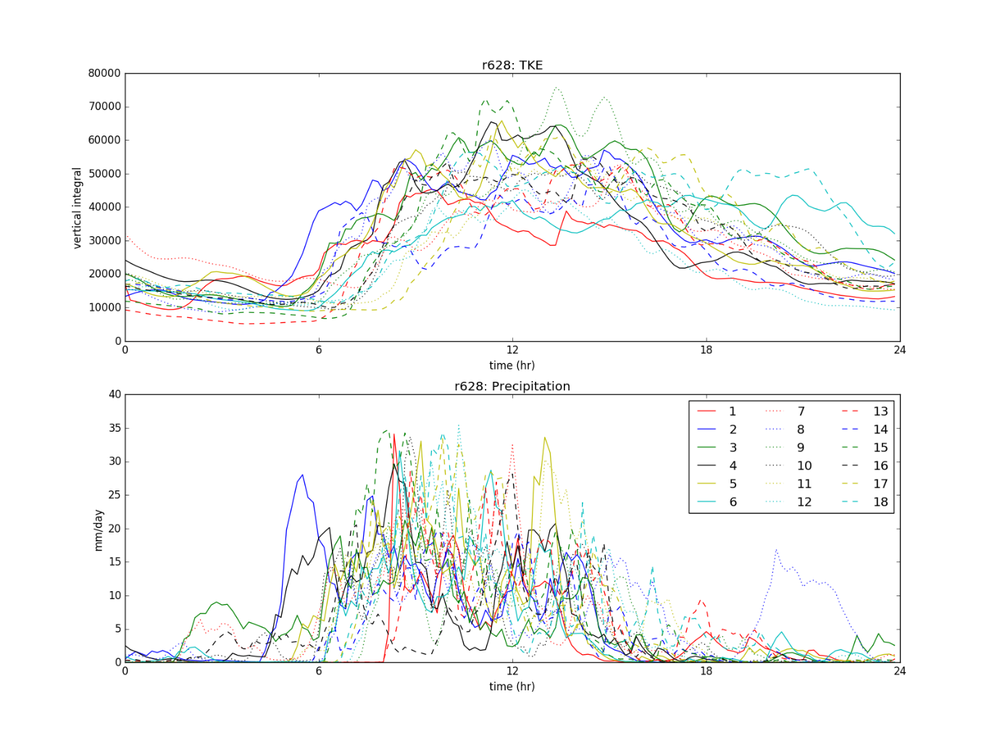 r628: TKE
80000
70000
60000
50000
40000
30000
20000
10000
0
vertical integral
0 6 12 18 24
time (hr)
r628: Precipitation
40
35
30
25
20
15
10
5
0
mm/day
1 7 13
2 8 14
3 9 15
4 10 16
5 11 17
6 12 18
0 6 12 18 24
time (hr)